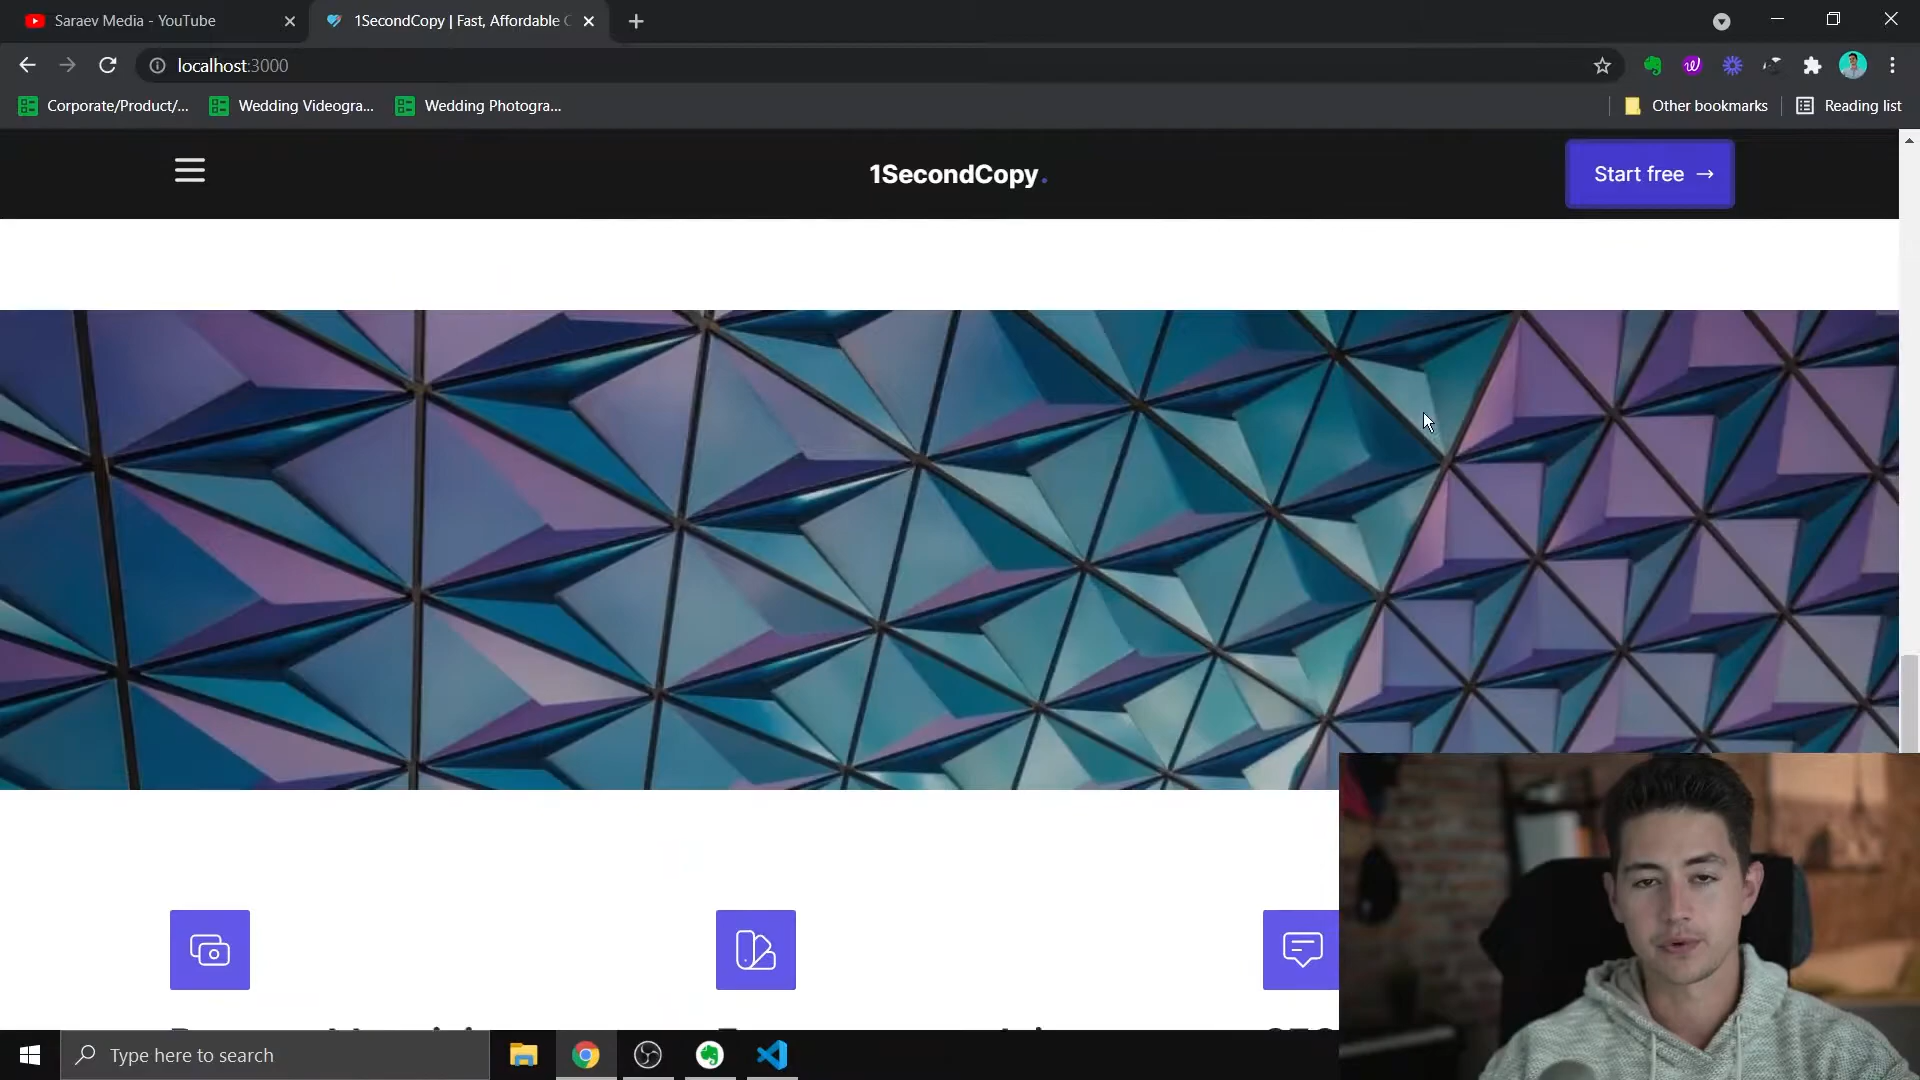 Saraev Media - YouTube
1SecondCopy | Fast, Affordable
localhost:3000
Corporate/Product/...
Wedding Videogra...
Wedding Photogra...
Other bookmarks
Reading list
1SecondCopy.
Start free →
Type here to search